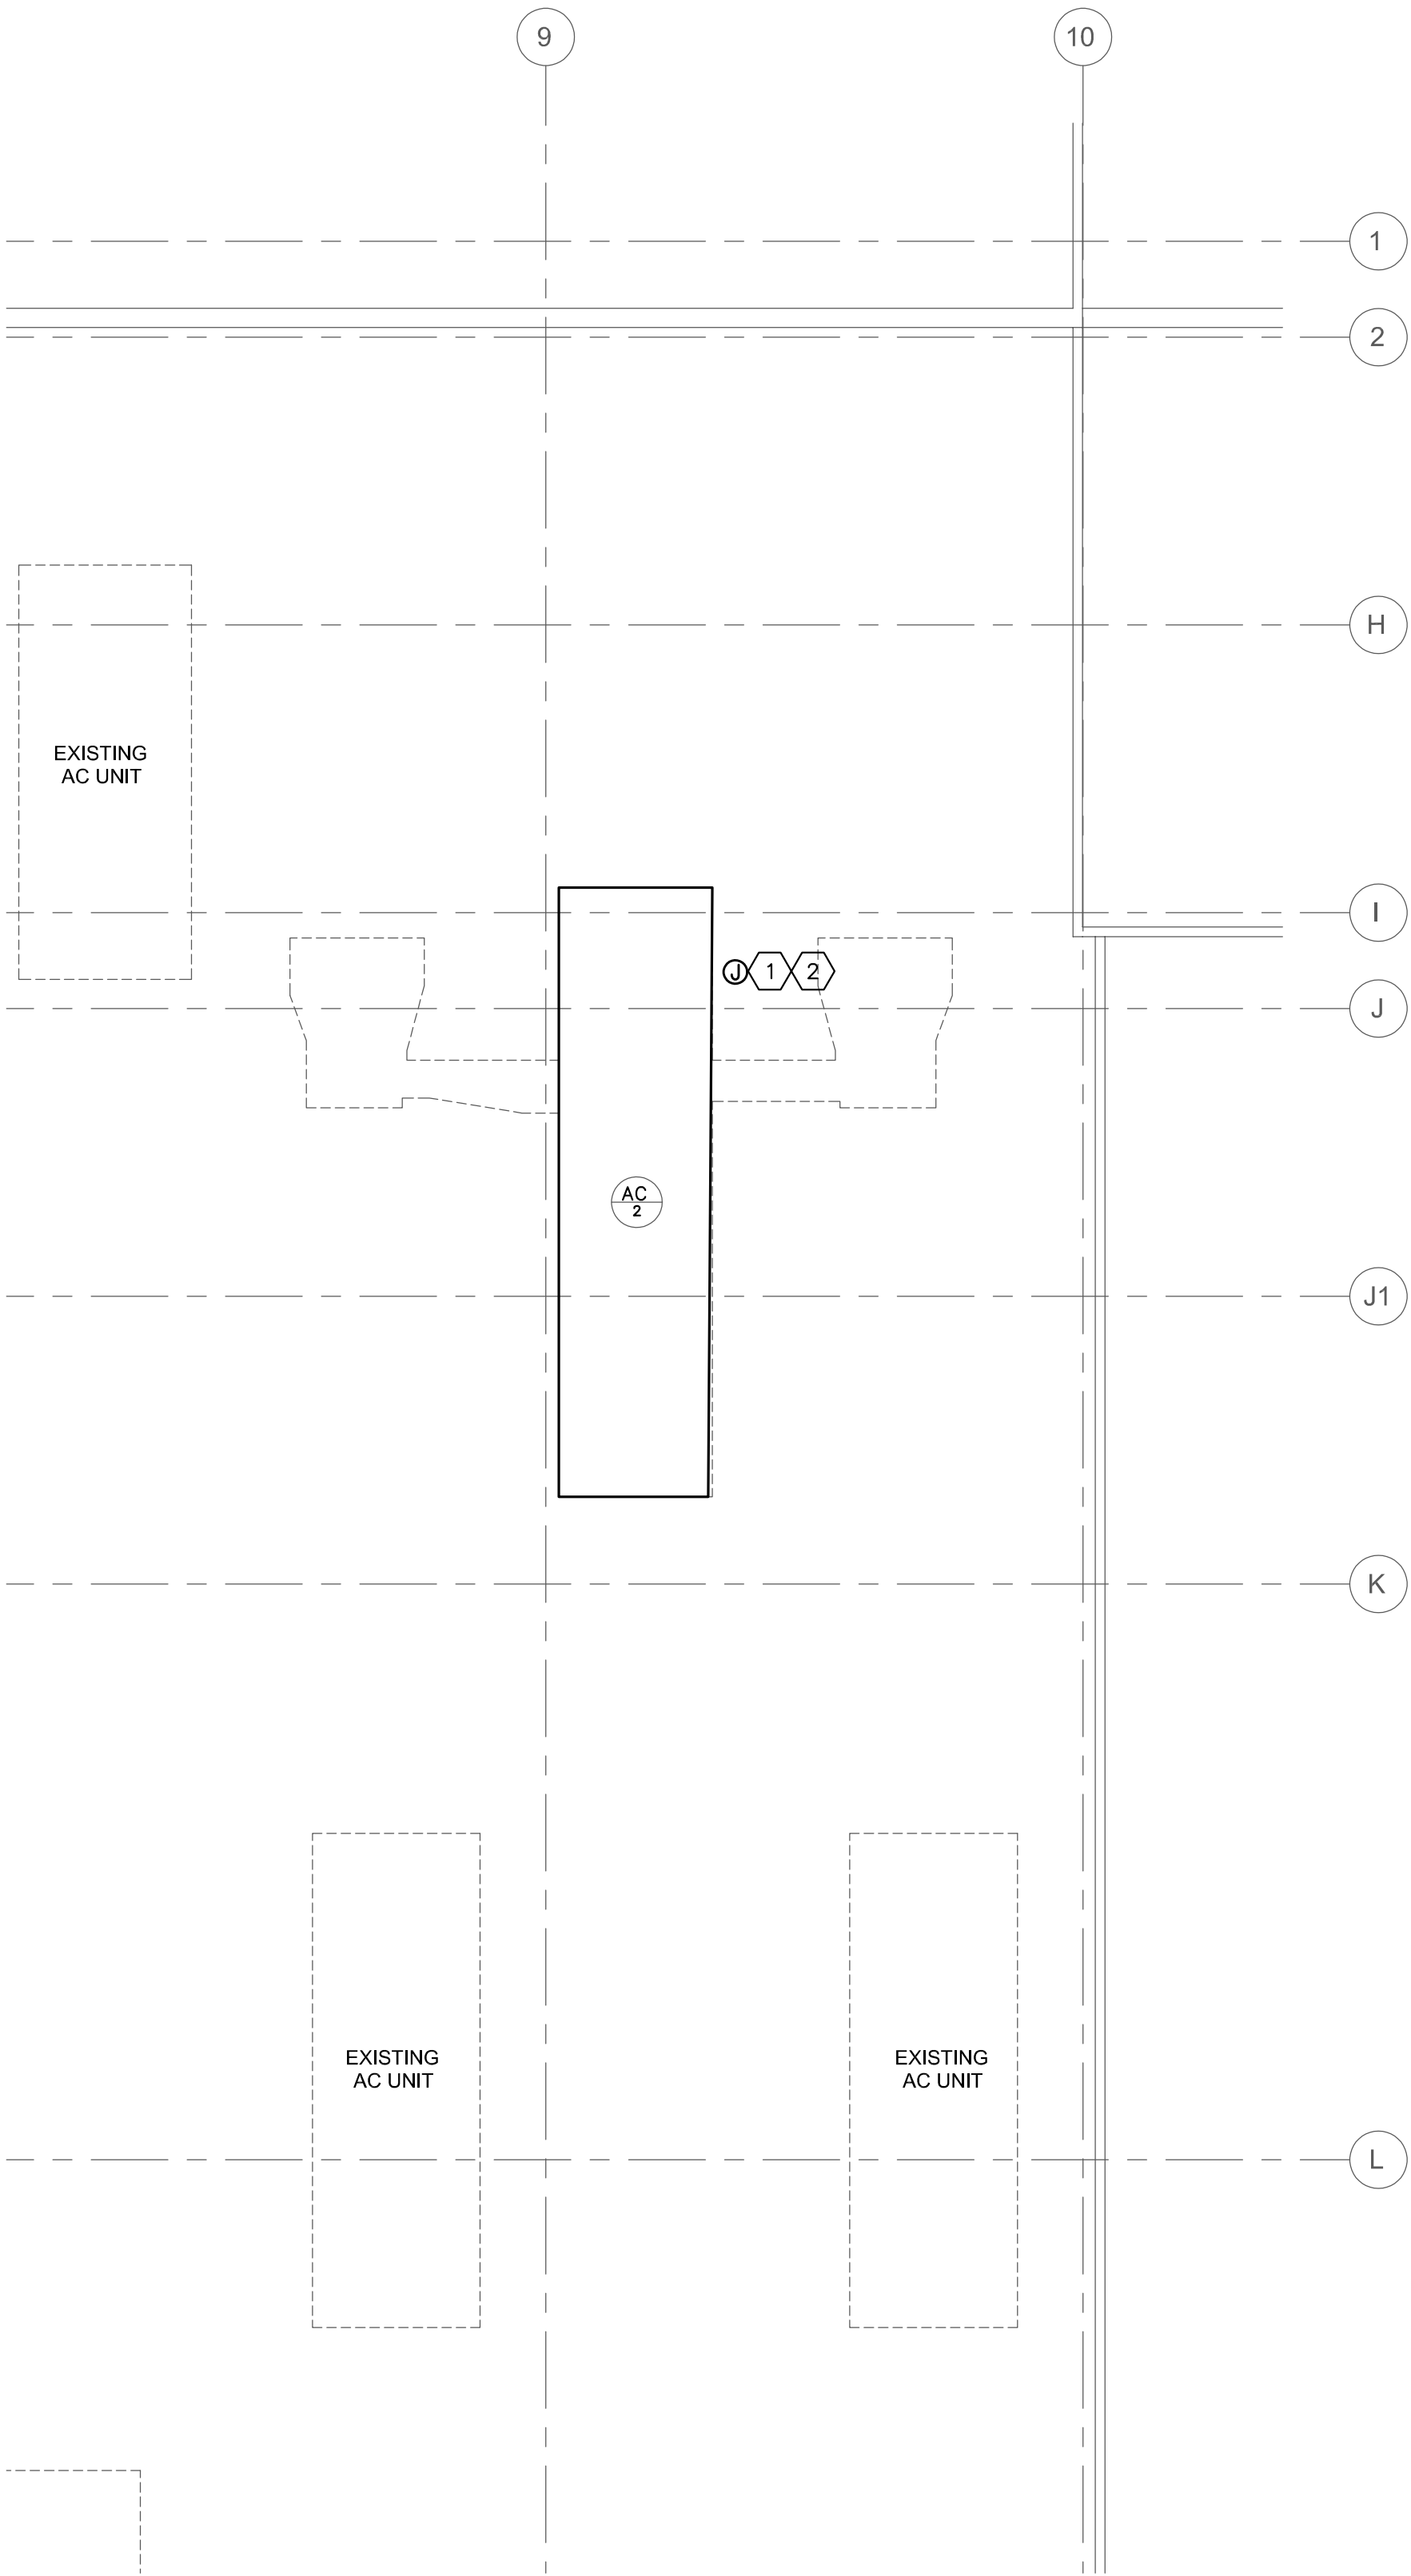 9
10
1
2
H
EXISTING
AC UNIT
I
J 1 2
J
AC
2
J1
K
EXISTING
AC UNIT
EXISTING
AC UNIT
L